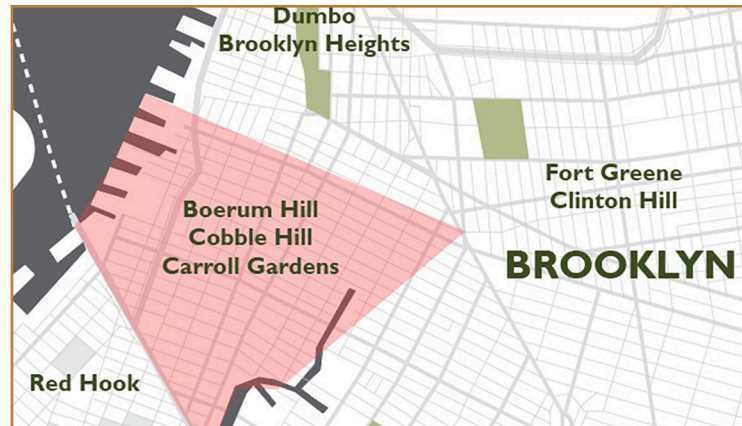 Dumbo
Brooklyn Heights
Fort Greene
Clinton Hill
Boerum Hill
Cobble Hill
Carroll Gardens
BROOKLYN
Red Hook